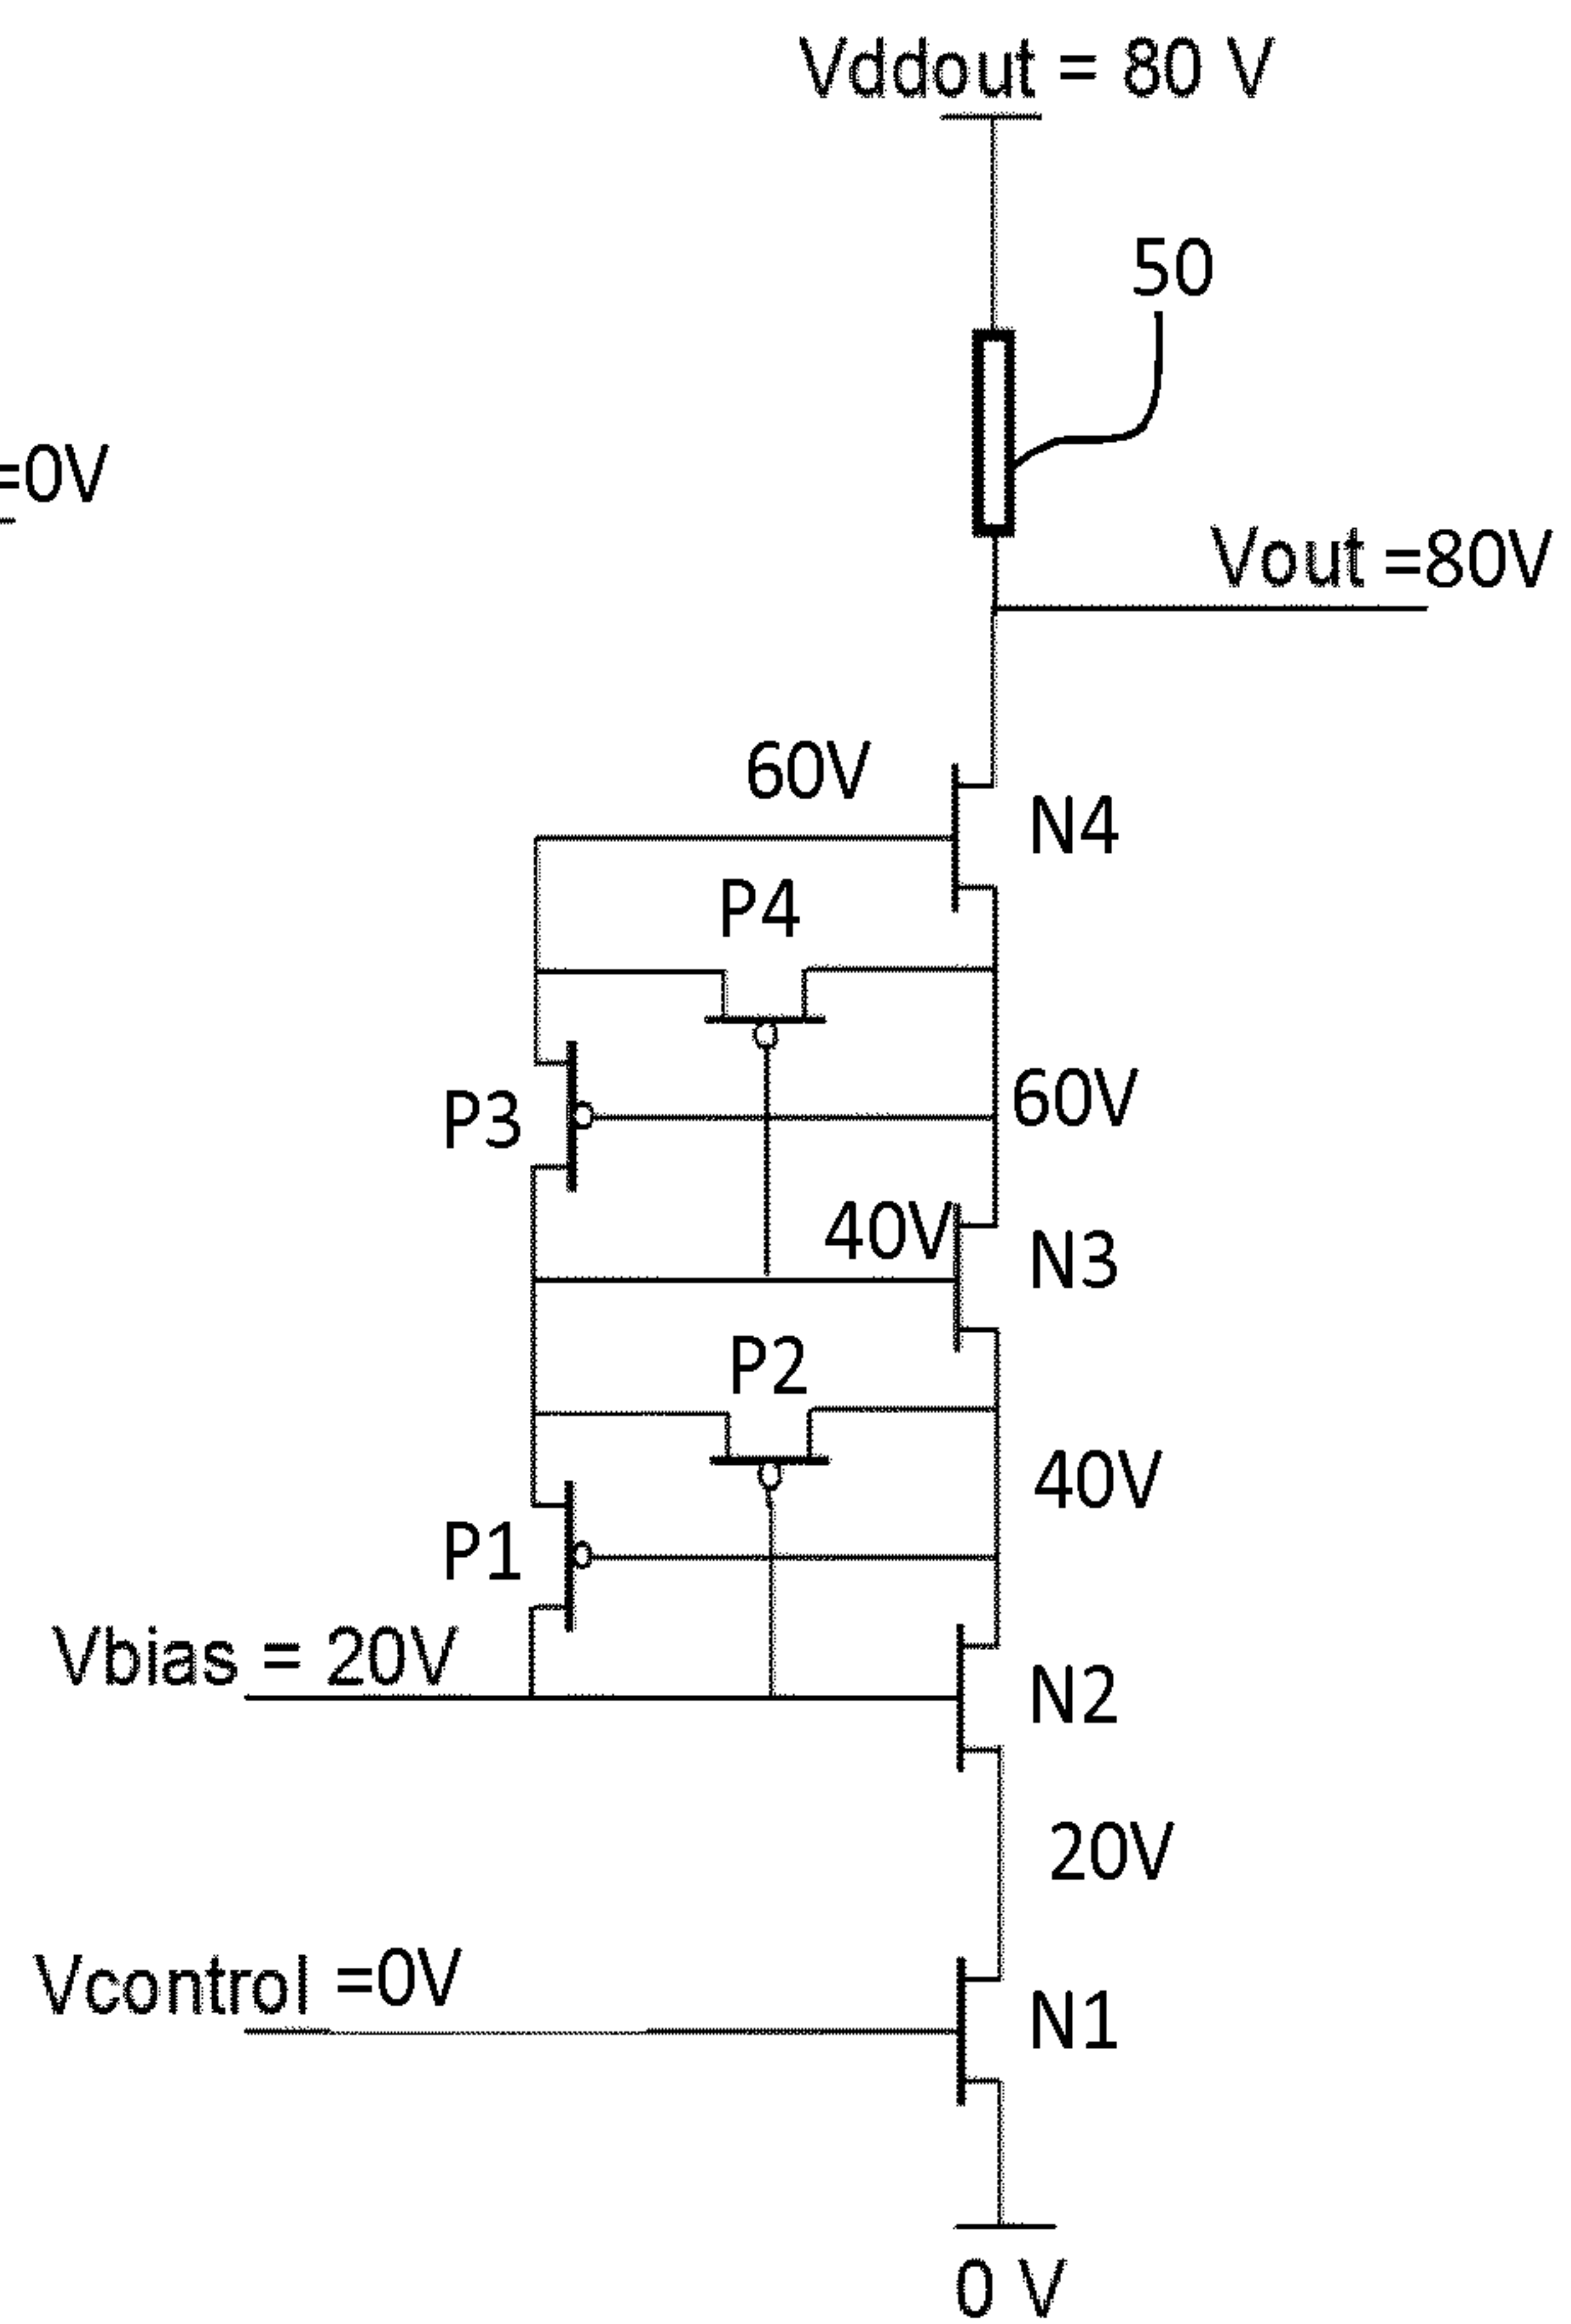 Vddout = 80 V
50
=0V
Vout =80V
60V
N4
P4
60V
P3
40V
N3
P2
40V
P1
Vbias = 20V
N2
20V
Vcontrol =0V
N1
0 V